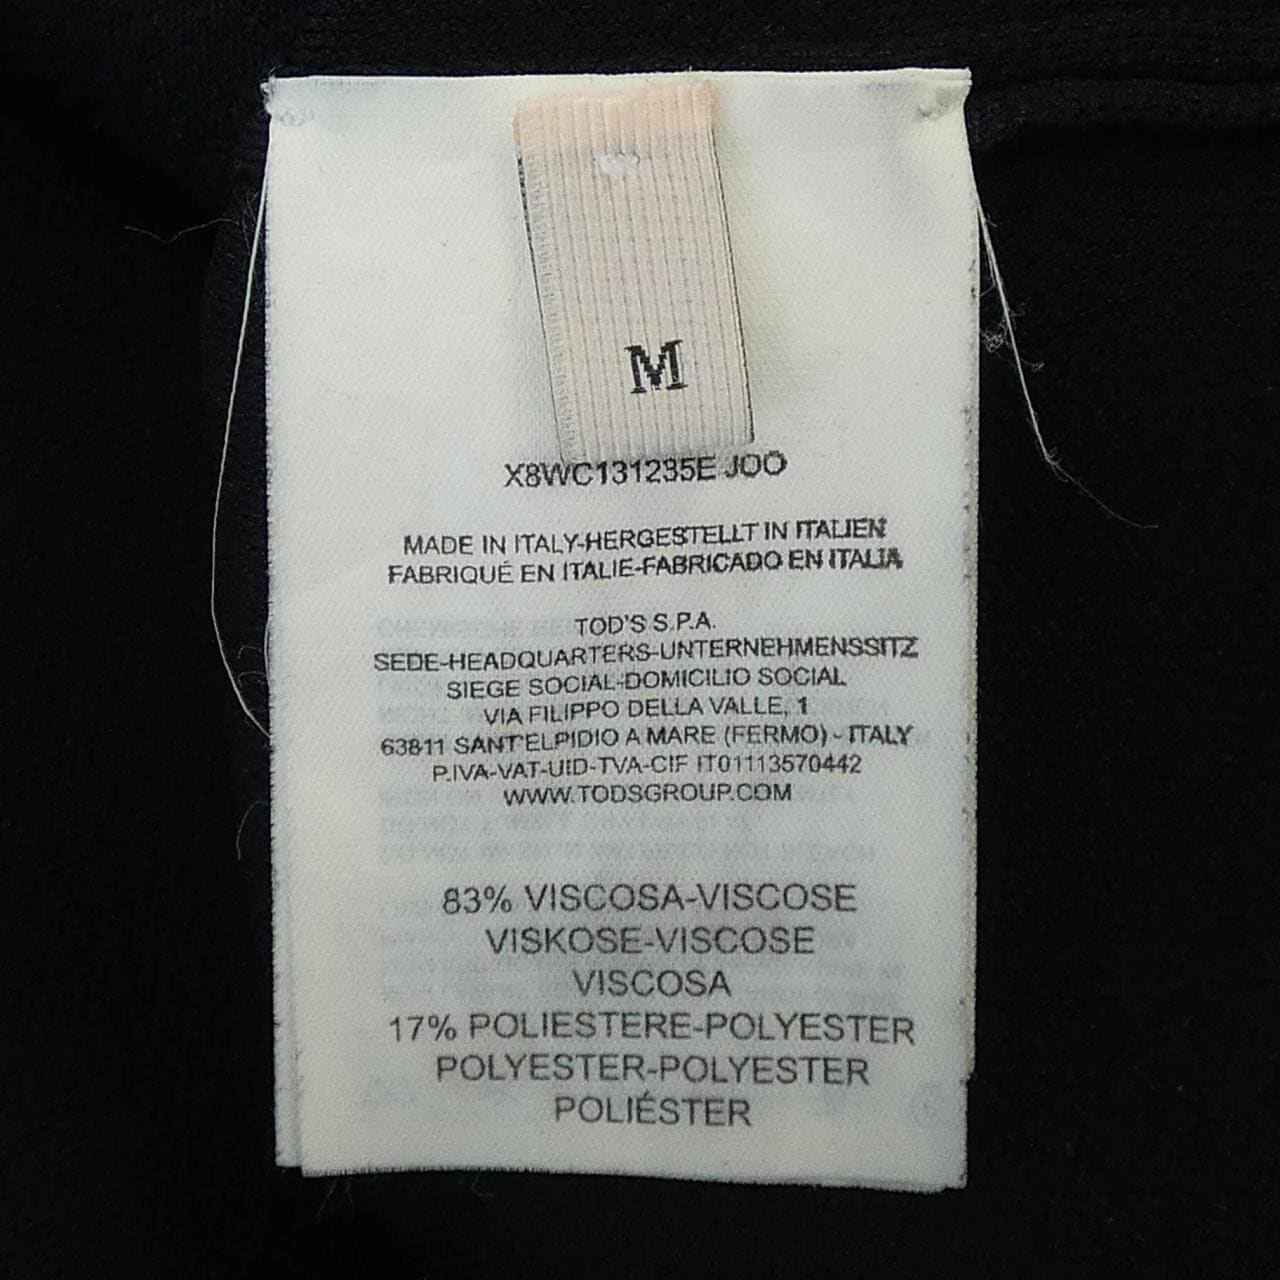 M
X8WC131235E JOO
MADE IN ITALY-HERGESTELLT IN ITALIEN
FABRIQUÉ EN ITALIE-FABRICADO EN ITALIA
TOD'S S.P.A.
SEDE-HEADQUARTERS-UNTERNEHMENSSITZ
SIEGE SOCIAL-DOMICILIO SOCIAL
VIA FILIPPO DELLA VALLE, 1
63811 SANT'ELPIDIO A MARE (FERMO) - ITALY
P.IVA-VAT-UID-TVA-CIF IT01113570442
WWW.TODSGROUP.COM
83% VISCOSA-VISCOSE
VISKOSE-VISCOSE
VISCOSA
17% POLIESTERE-POLYESTER
POLYESTER-POLYESTER
POLIÉSTER